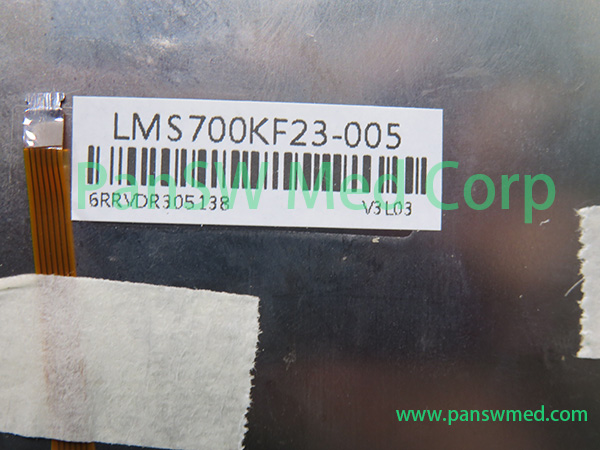 LMS700KF23-005
PanSW Med Corp
6RRVDR305138 V3L03
www.panswmed.com